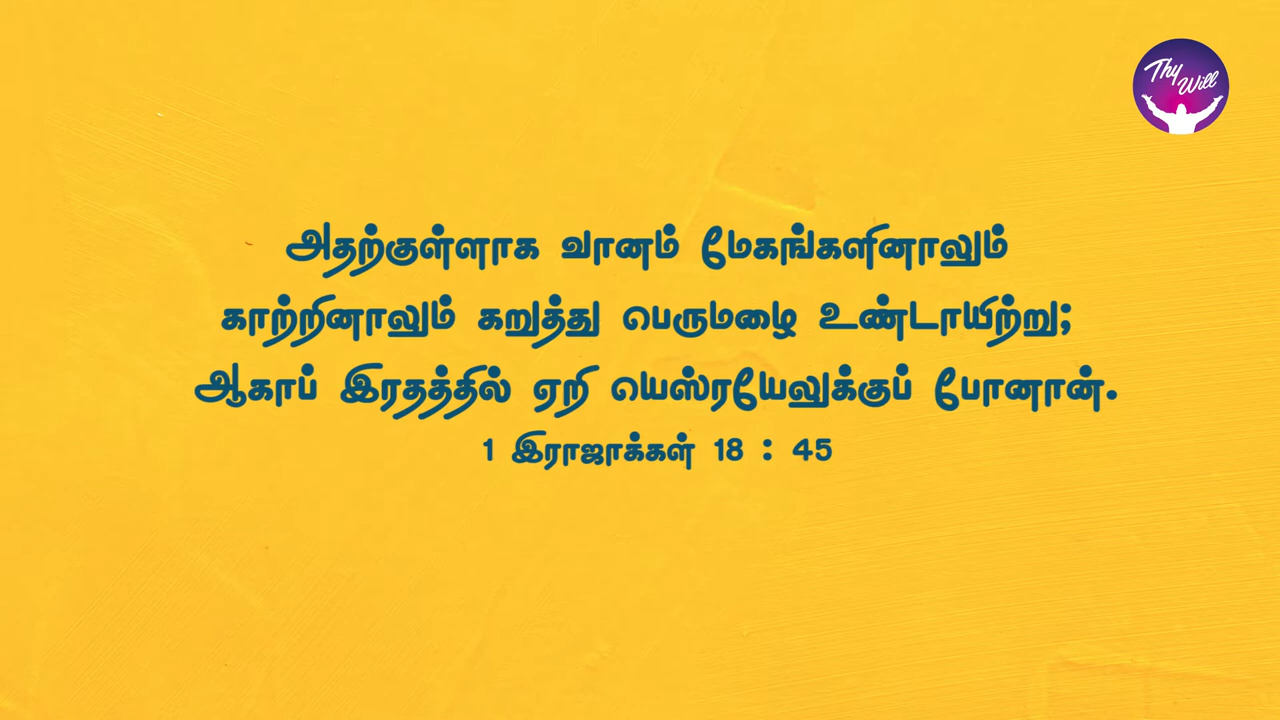 Thy Will
அதற்குள்ளாக வானம் மேகங்களினாலும்
காற்றினாலும் கறுத்து பெருமழை உண்டாயிற்று;
ஆகாப் இரதத்தில் ஏறி யெஸ்ரயேலுக்குப் போனான்.
1 இராஜாக்கள் 18 : 45